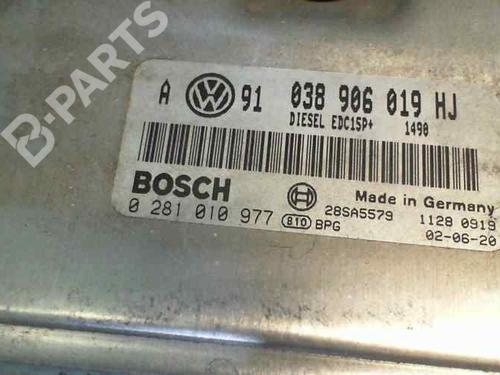 B-PARTS
A VW 91 038 906 019 HJ
DIESEL EDC15P+ 1490
BOSCH
Made in Germany
0 281 010 977 810 BPG 28SA5579 1128 0919
02-06-20